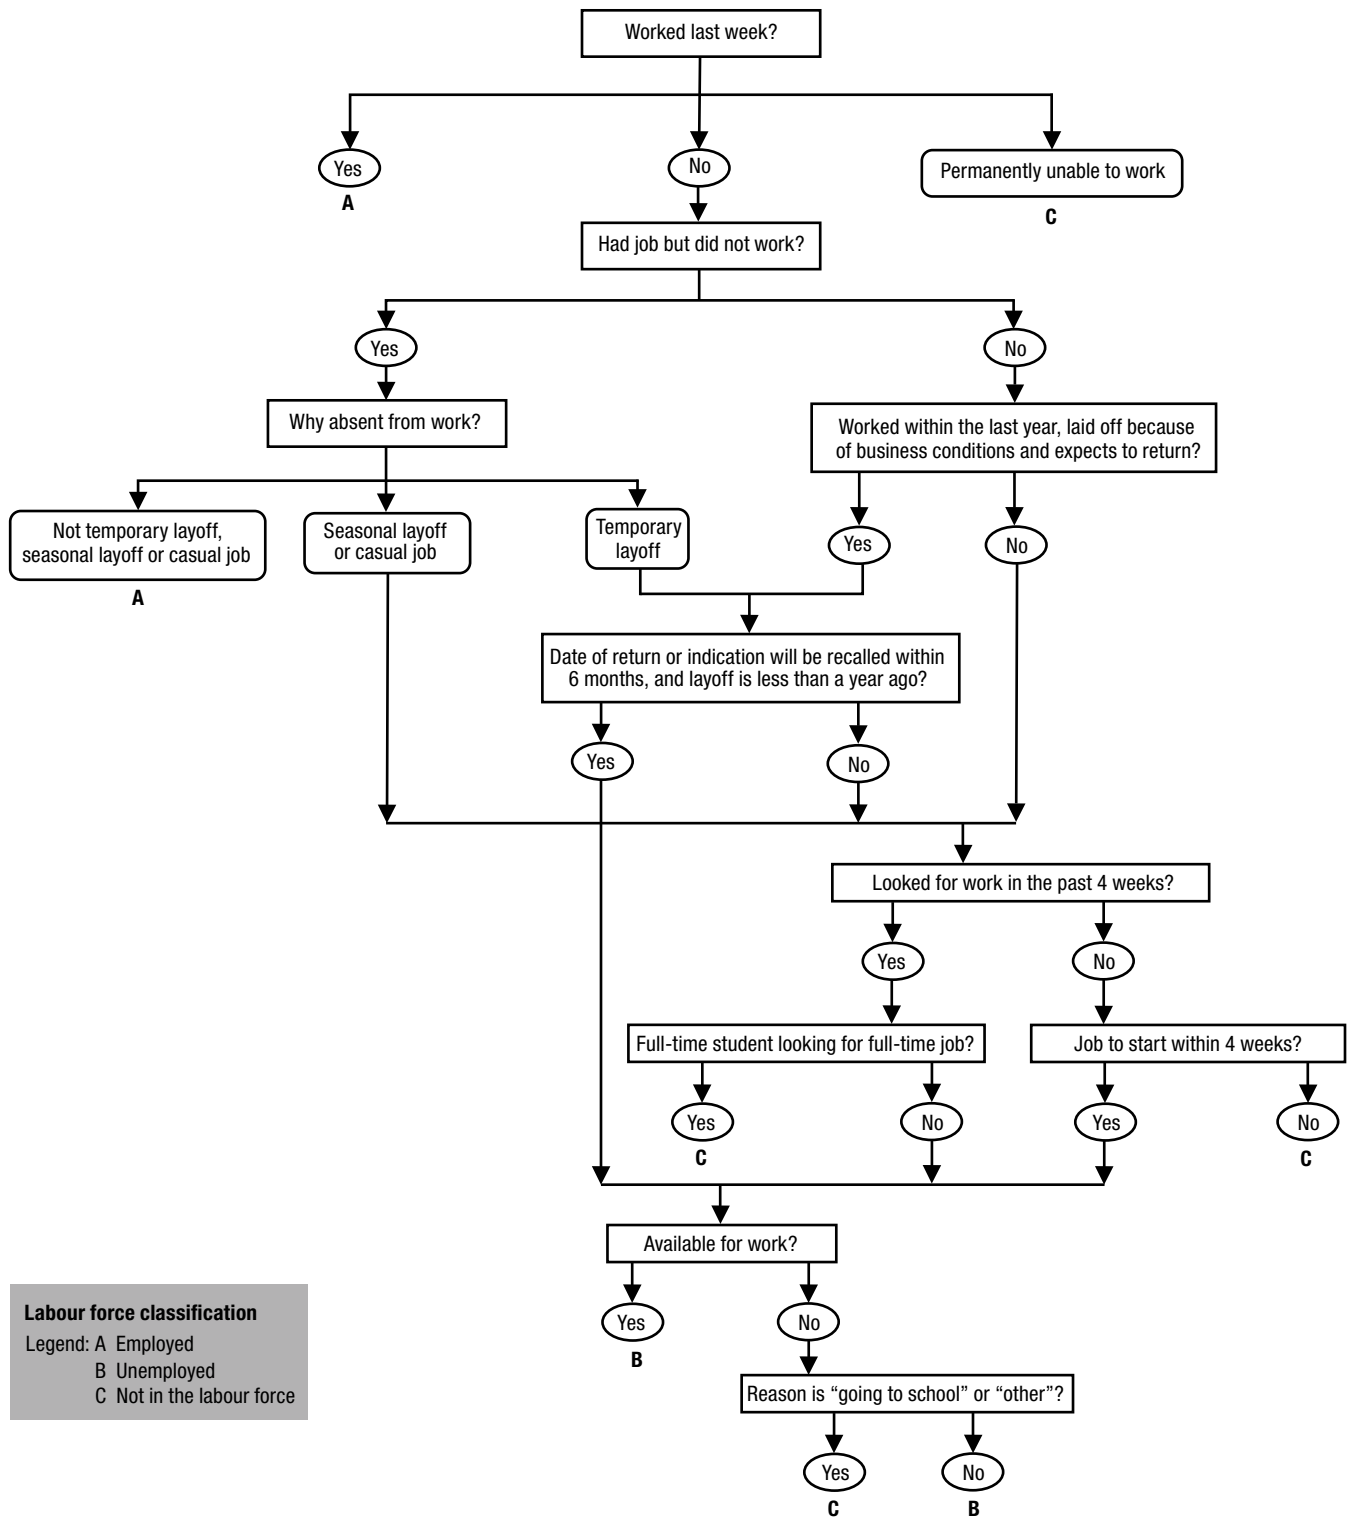 Worked last week?
Yes
No
Permanently unable to work
A
C
Had job but did not work?
Yes
No
Why absent from work?
Worked within the last year, laid off because
of business conditions and expects to return?
Not temporary layoff,
seasonal layoff or casual job
A
Seasonal layoff
or casual job
Temporary
layoff
Yes
No
Date of return or indication will be recalled within
6 months, and layoff is less than a year ago?
Yes
No
Looked for work in the past 4 weeks?
Yes
No
Full-time student looking for full-time job?
Job to start within 4 weeks?
Yes
No
Yes
No
C
C
Available for work?
Yes
No
B
Reason is “going to school” or “other”?
Yes
No
C
B
Labour force classification
Legend: A Employed
B Unemployed
C Not in the labour force